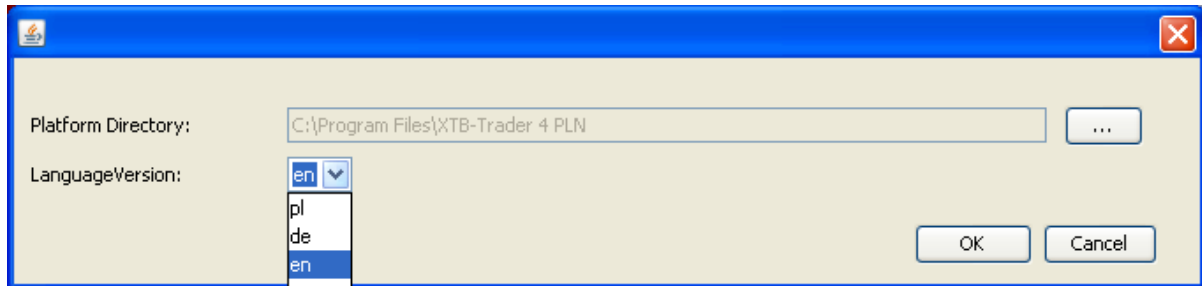 Platform Directory: C:\Program Files\XTB-Trader 4 PLN ...
LanguageVersion: en
pl
de
en
OK Cancel